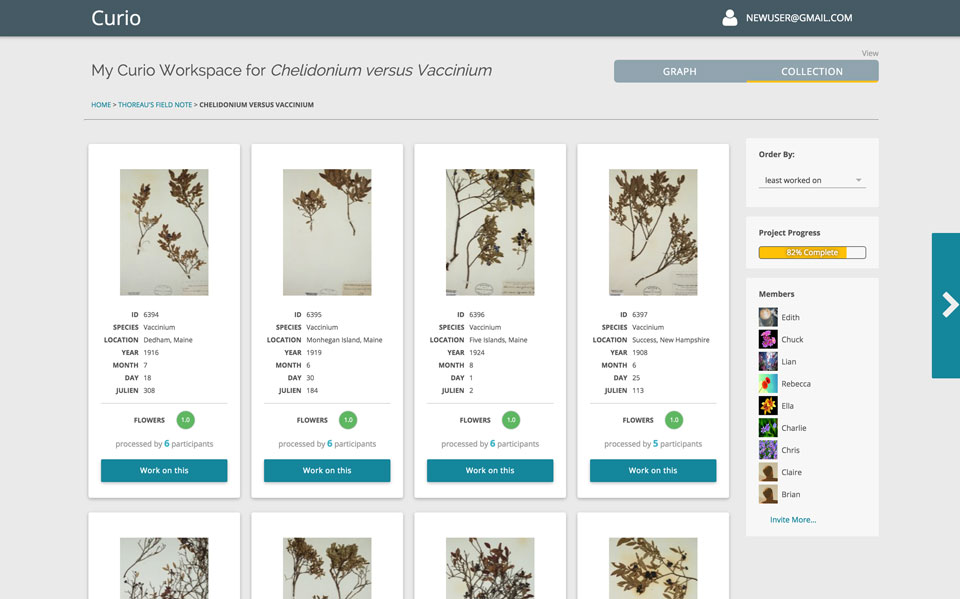 Curio
NEWUSER@GMAIL.COM
View
My Curio Workspace for Chelidonium versus Vaccinium
GRAPH
COLLECTION
HOME > THOREAU'S FIELD NOTE > CHELIDONIUM VERSUS VACCINIUM
ID 6394
SPECIES Vaccinium
LOCATION Dedham, Maine
YEAR 1916
MONTH 7
DAY 18
JULIEN 308
FLOWERS 1.0
processed by 6 participants
Work on this
ID 6395
SPECIES Vaccinium
LOCATION Monhegan Island, Maine
YEAR 1919
MONTH 6
DAY 30
JULIEN 184
FLOWERS 1.0
processed by 6 participants
Work on this
ID 6396
SPECIES Vaccinium
LOCATION Five Islands, Maine
YEAR 1924
MONTH 8
DAY 1
JULIEN 2
FLOWERS 1.0
processed by 6 participants
Work on this
ID 6397
SPECIES Vaccinium
LOCATION Success, New Hampshire
YEAR 1908
MONTH 6
DAY 25
JULIEN 113
FLOWERS 1.0
processed by 5 participants
Work on this
Order By:
least worked on
Project Progress
82% Complete
Members
Edith
Chuck
Lian
Rebecca
Ella
Charlie
Chris
Claire
Brian
Invite More...